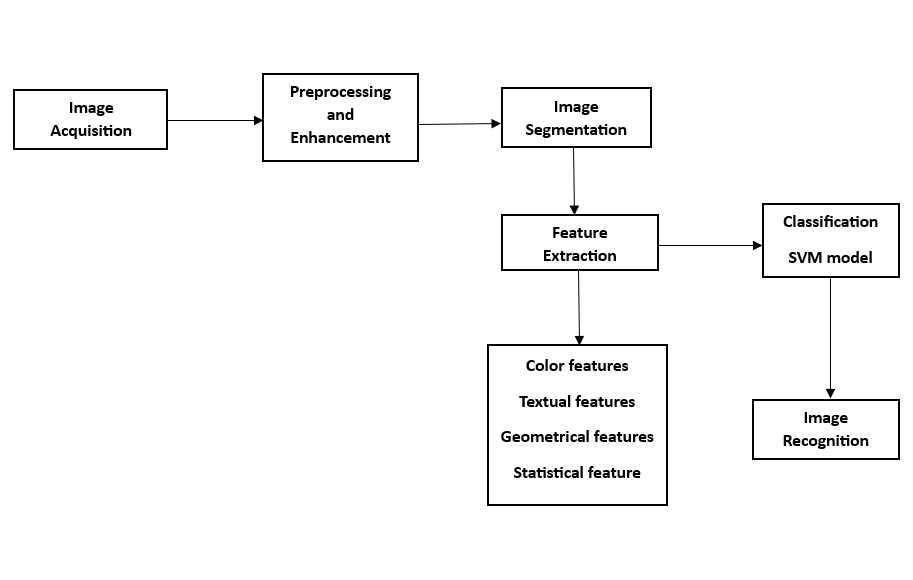 Image
Acquisition
Preprocessing
and
Enhancement
Image
Segmentation
Feature
Extraction
Classification
SVM model
Color features
Textual features
Geometrical features
Statistical feature
Image
Recognition